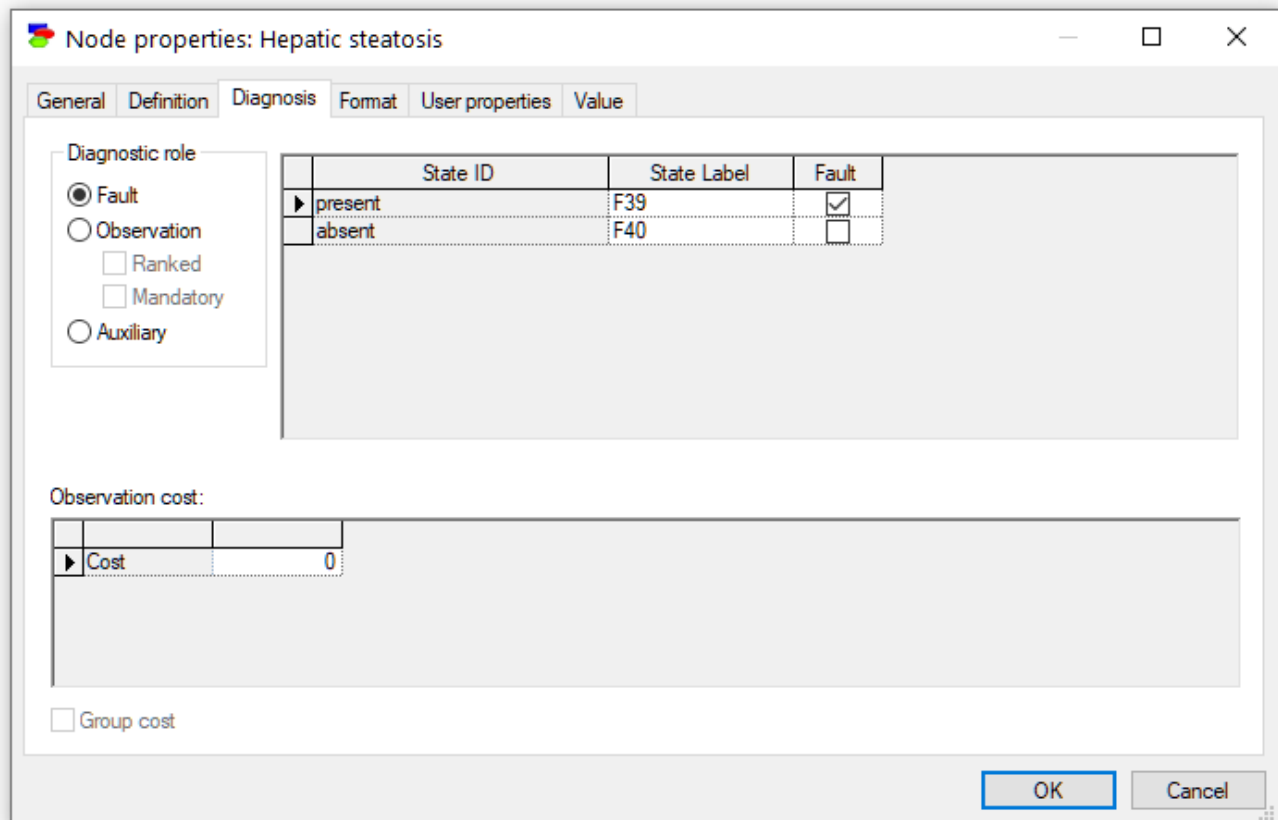 Node properties: Hepatic steatosis
General Definition Diagnosis Format User properties Value
Diagnostic role
Fault
Observation
Ranked
Mandatory
Auxiliary
State ID State Label Fault
present F39
absent F40
Observation cost:
Cost 0
Group cost
OK Cancel